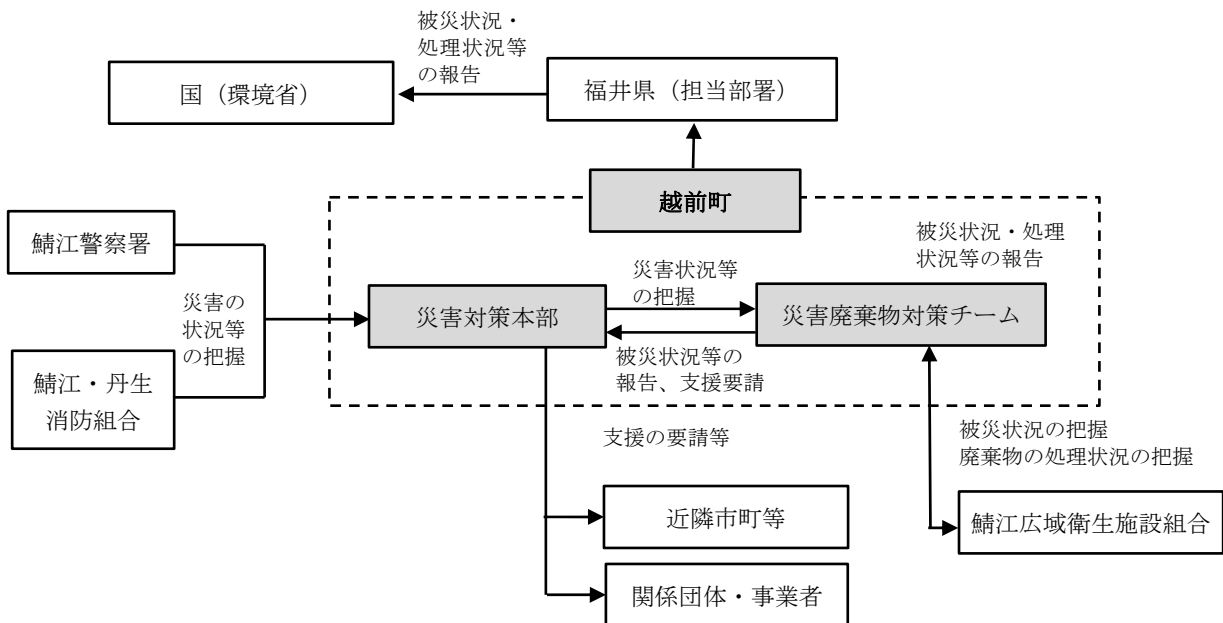 被災状況・
処理状況等
の報告
国（環境省）
福井県（担当部署）
越前町
鯖江警察署
被災状況・処理
状況等の報告
災害の
状況等
の把握
災害状況等
の把握
災害対策本部
災害廃棄物対策チーム
被災状況等の
報告、支援要請
鯖江・丹生
消防組合
支援の要請等
被災状況の把握
廃棄物の処理状況の把握
近隣市町等
鯖江広域衛生施設組合
関係団体・事業者